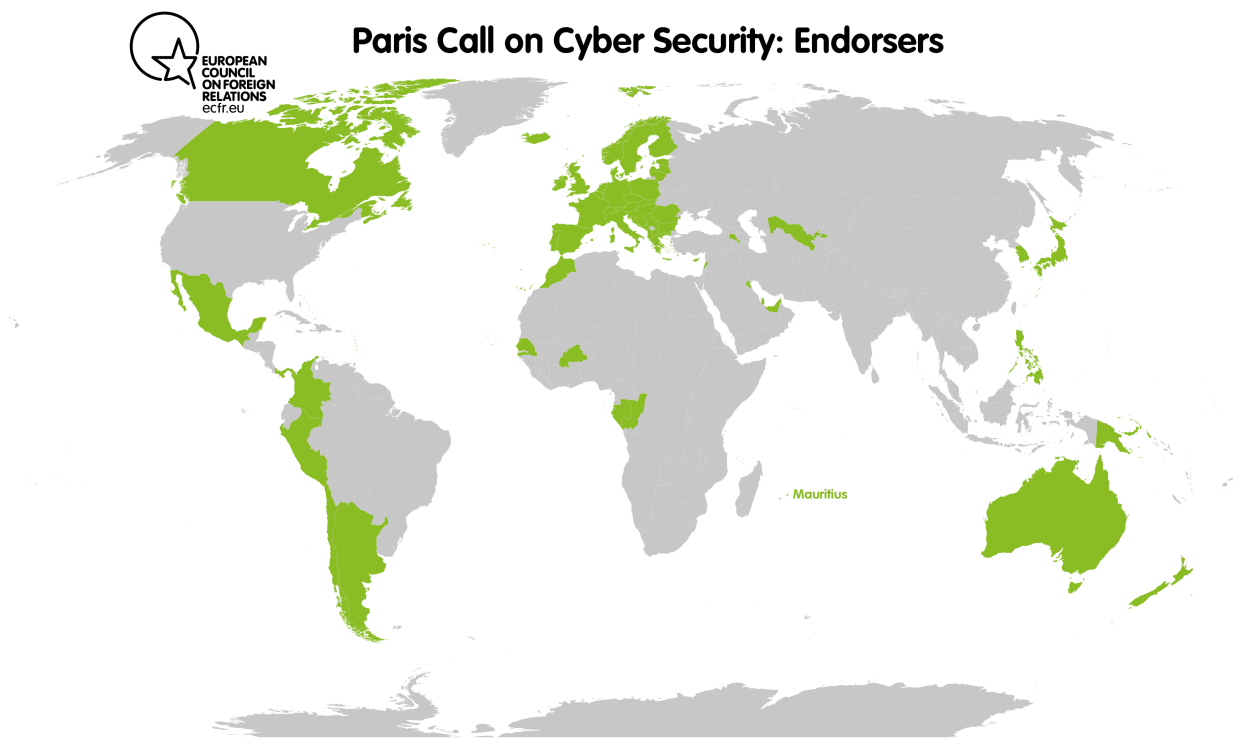 Paris Call on Cyber Security: Endorsers
EUROPEAN
COUNCIL
ON FOREIGN
RELATIONS
ecfr.eu
Mauritius